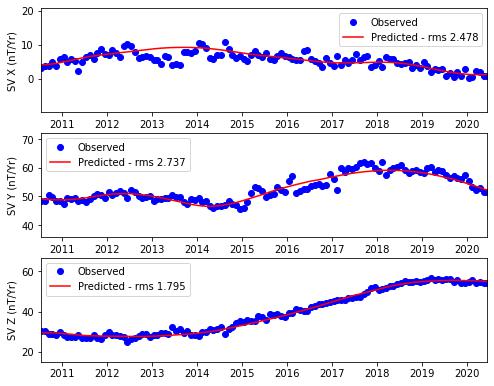 20
10
0
SV X (nT/Yr)
Observed
Predicted - rms 2.478
2011 2012 2013 2014 2015 2016 2017 2018 2019 2020
70
60
50
40
SV Y (nT/Yr)
Observed
Predicted - rms 2.737
2011 2012 2013 2014 2015 2016 2017 2018 2019 2020
60
40
20
SV Z (nT/Yr)
Observed
Predicted - rms 1.795
2011 2012 2013 2014 2015 2016 2017 2018 2019 2020